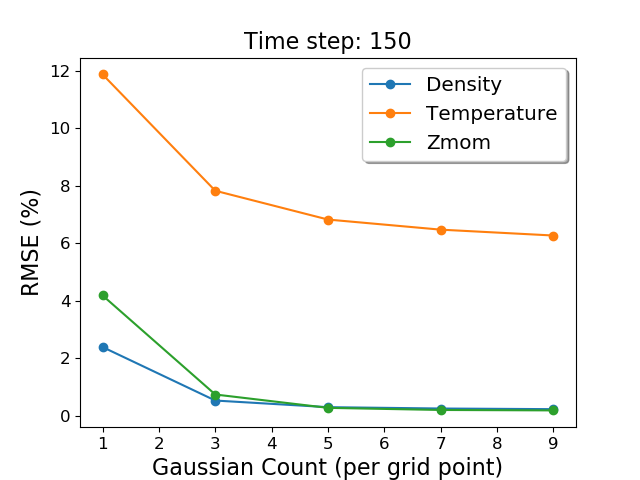 Time step: 150
Density
Temperature
Zmom
RMSE (%)
12
10
8
6
4
2
0
1 2 3 4 5 6 7 8 9
Gaussian Count (per grid point)